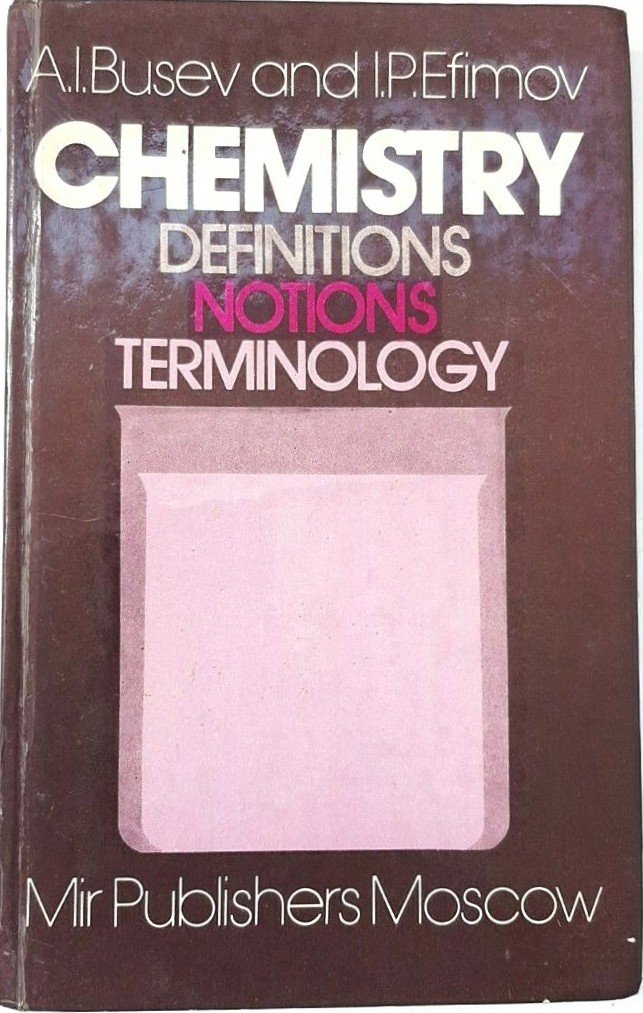 A.I.Busev and I.P.Efimov
CHEMISTRY
DEFINITIONS
NOTIONS
TERMINOLOGY
Mir Publishers Moscow